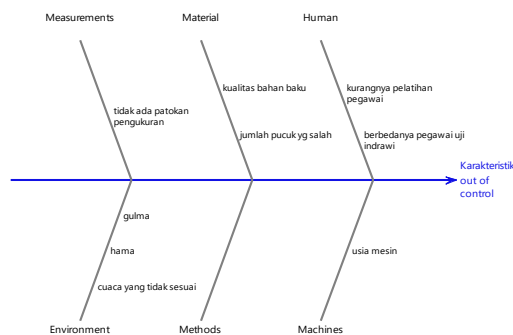 Measurements
Material
Human
kualitas bahan baku
kurangnya pelatihan
pegawai
tidak ada patokan
pengukuran
jumlah pucuk yg salah
berbedanya pegawai uji
indrawi
Karakteristik
out of
control
gulma
hama
usia mesin
cuaca yang tidak sesuai
Environment
Methods
Machines